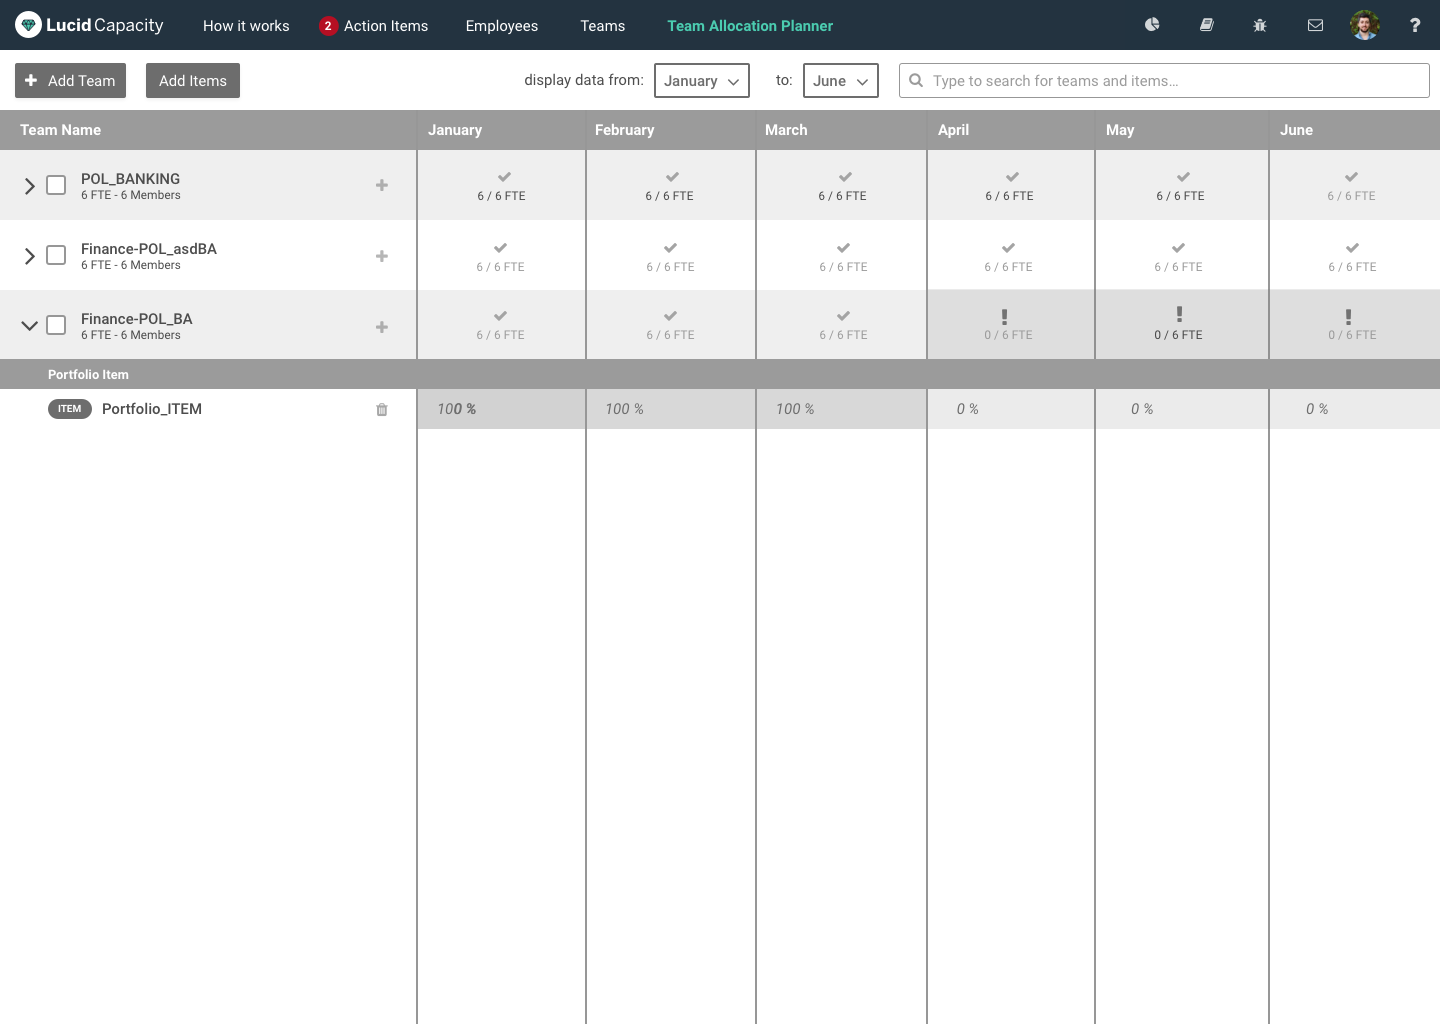 LucidCapacity How it works 2 Action Items Employees Teams Team Allocation Planner ?
Add Team Add Items display data from: January to: June Type to search for teams and items...
Team Name January February March April May June
POL_BANKING
6 FTE - 6 Members 6 / 6 FTE 6 / 6 FTE 6 / 6 FTE 6 / 6 FTE 6 / 6 FTE 6 / 6 FTE
Finance-POL_asdBA
6 FTE - 6 Members 6 / 6 FTE 6 / 6 FTE 6 / 6 FTE 6 / 6 FTE 6 / 6 FTE 6 / 6 FTE
Finance-POL_BA ! ! !
6 FTE - 6 Members 6 / 6 FTE 6 / 6 FTE 6 / 6 FTE 0 / 6 FTE 0 / 6 FTE 0 / 6 FTE
Portfolio Item
ITEM Portfolio_ITEM 100 % 100 % 100 % 0 % 0 % 0 %